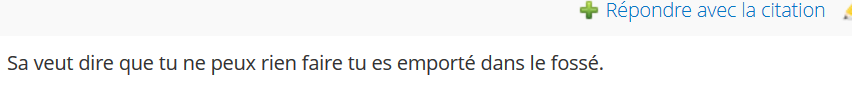 Répondre avec la citation
Sa veut dire que tu ne peux rien faire tu es emporté dans le fossé.